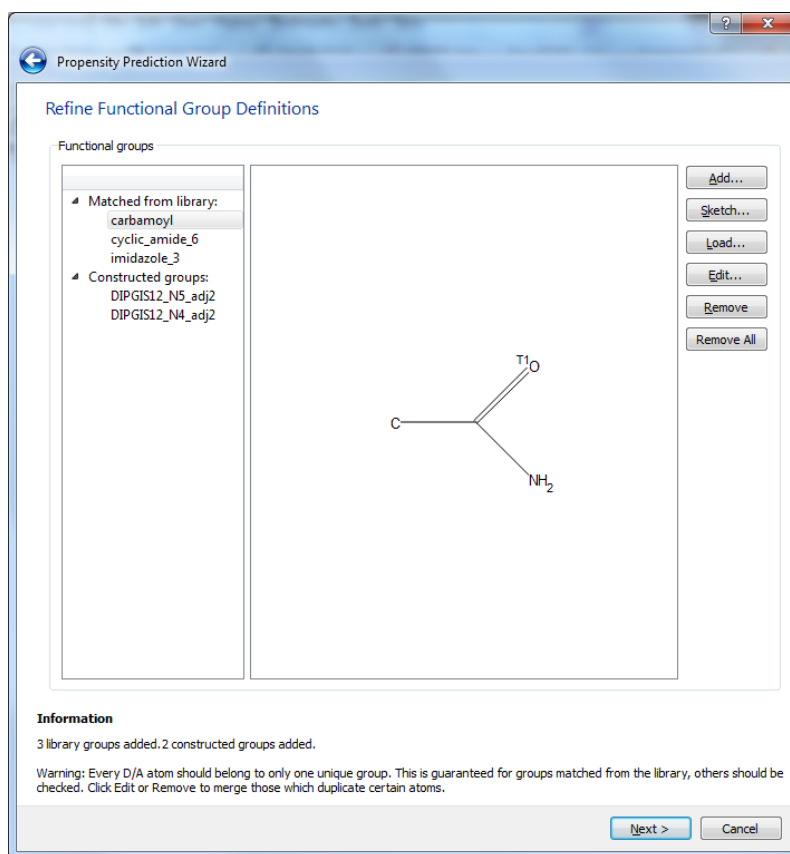 ?
Propensity Prediction Wizard
Refine Functional Group Definitions
Functional groups
Matched from library:
carbamoyl
cyclic_amide_6
imidazole_3
Constructed groups:
DIPGIS12_N5_adj2
DIPGIS12_N4_adj2
T1O
C
NH2
Add...
Sketch...
Load...
Edit...
Remove
Remove All
Information
3 library groups added.2 constructed groups added.
Warning: Every D/A atom should belong to only one unique group. This is guaranteed for groups matched from the library, others should be
checked. Click Edit or Remove to merge those which duplicate certain atoms.
Next >
Cancel